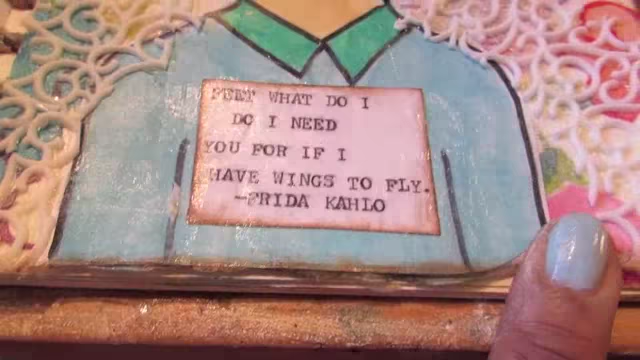 FEET WHAT DO I
DO I NEED
YOU FOR IF I
HAVE WINGS TO FLY.
-FRIDA KAHLO